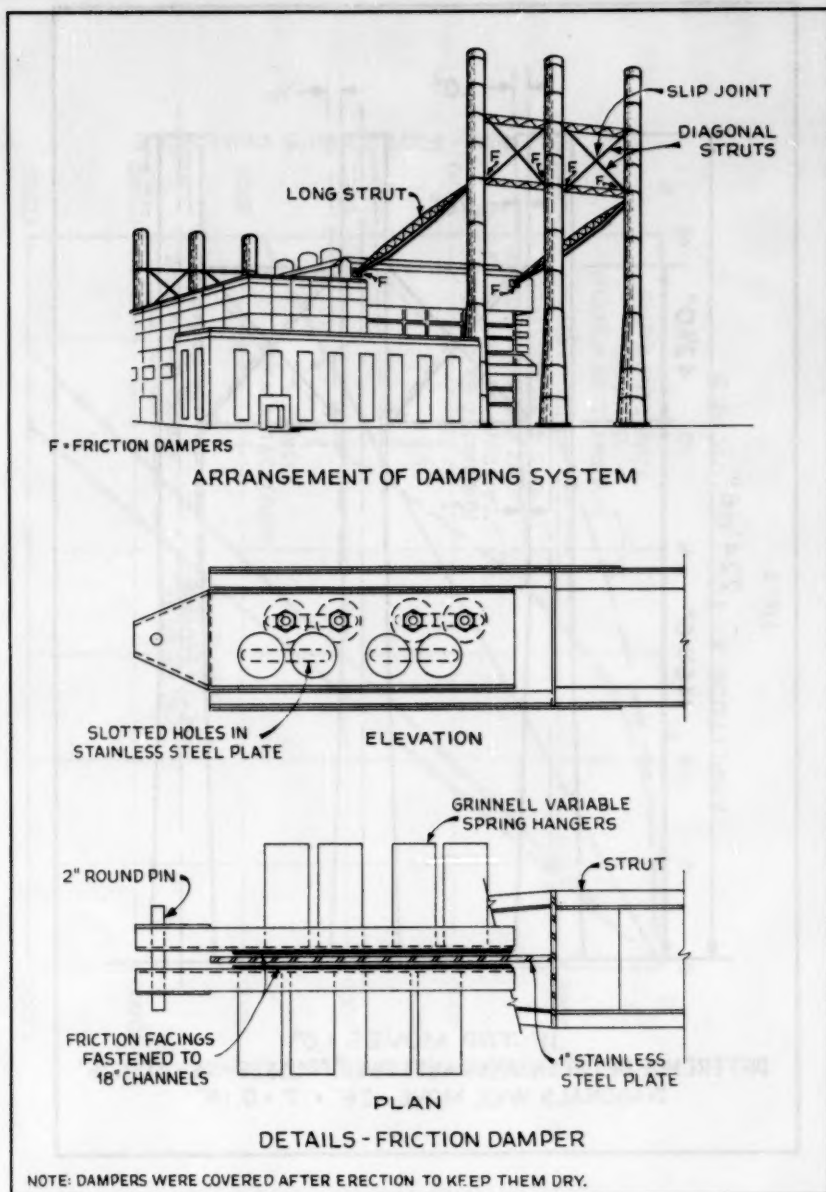 SLIP JOINT
DIAGONAL
STRUTS
F
F
F
F
LONG STRUT
F
F
F = FRICTION DAMPERS
ARRANGEMENT OF DAMPING SYSTEM
SLOTTED HOLES IN
STAINLESS STEEL PLATE
ELEVATION
GRINNELL VARIABLE
SPRING HANGERS
2" ROUND PIN
STRUT
FRICTION FACINGS
FASTENED TO
18" CHANNELS
1" STAINLESS
STEEL PLATE
PLAN
DETAILS - FRICTION DAMPER
NOTE: DAMPERS WERE COVERED AFTER ERECTION TO KEEP THEM DRY.